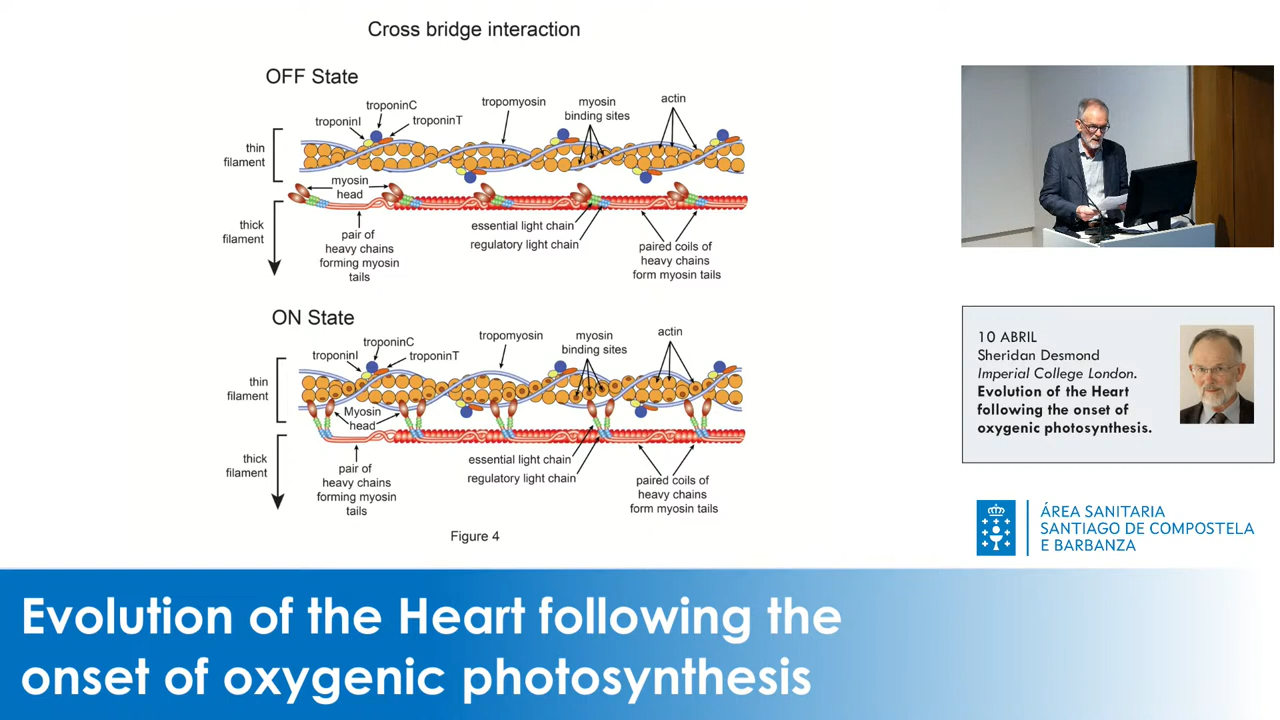 Cross bridge interaction
OFF State
troponinC
troponinI
troponinT
tropomyosin
myosin
binding sites
actin
thin
filament
myosin
head
thick
filament
pair of
heavy chains
forming myosin
tails
essential light chain
regulatory light chain
paired coils of
heavy chains
form myosin tails
ON State
troponinC
troponinI
troponinT
tropomyosin
myosin
binding sites
actin
thin
filament
Myosin
head
thick
filament
pair of
heavy chains
forming myosin
tails
essential light chain
regulatory light chain
paired coils of
heavy chains
form myosin tails
Figure 4
10 ABRIL
Sheridan Desmond
Imperial College London.
Evolution of the Heart
following the onset of
oxygenic photosynthesis.
ÁREA SANITARIA
SANTIAGO DE COMPOSTELA
E BARBANZA
Evolution of the Heart following the
onset of oxygenic photosynthesis